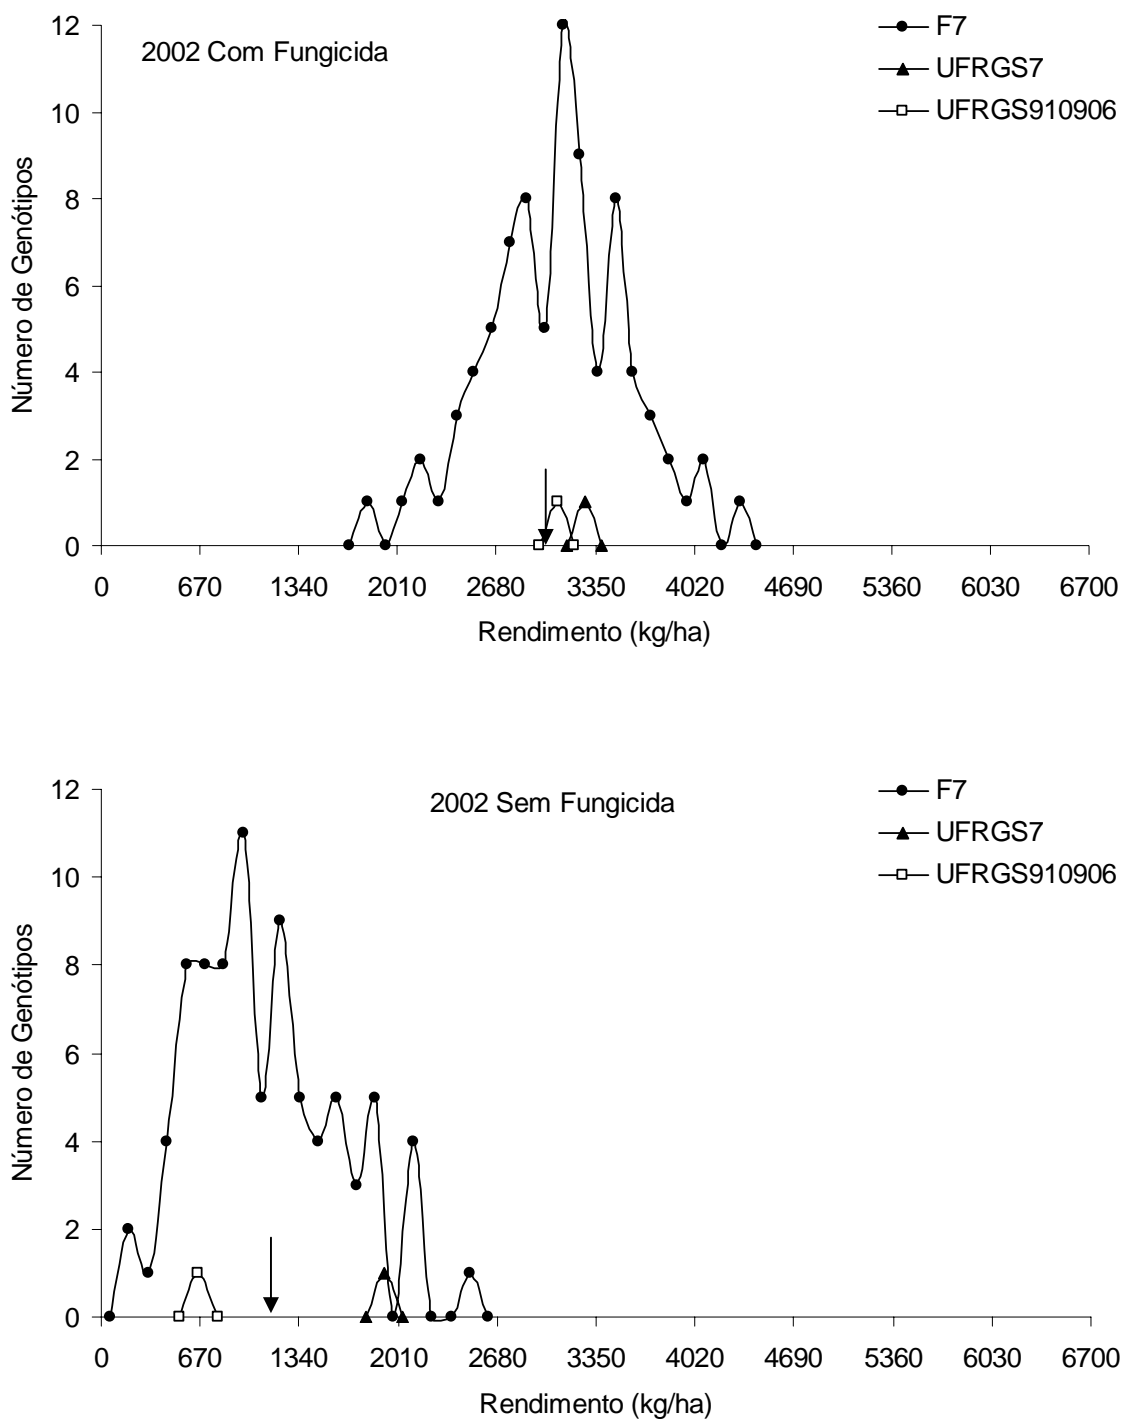 2002 Com Fungicida
F7
UFRGS7
UFRGS910906
Número de Genótipos
12
10
8
6
4
2
0
0 670 1340 2010 2680 3350 4020 4690 5360 6030 6700
Rendimento (kg/ha)
2002 Sem Fungicida
F7
UFRGS7
UFRGS910906
Número de Genótipos
12
10
8
6
4
2
0
0 670 1340 2010 2680 3350 4020 4690 5360 6030 6700
Rendimento (kg/ha)